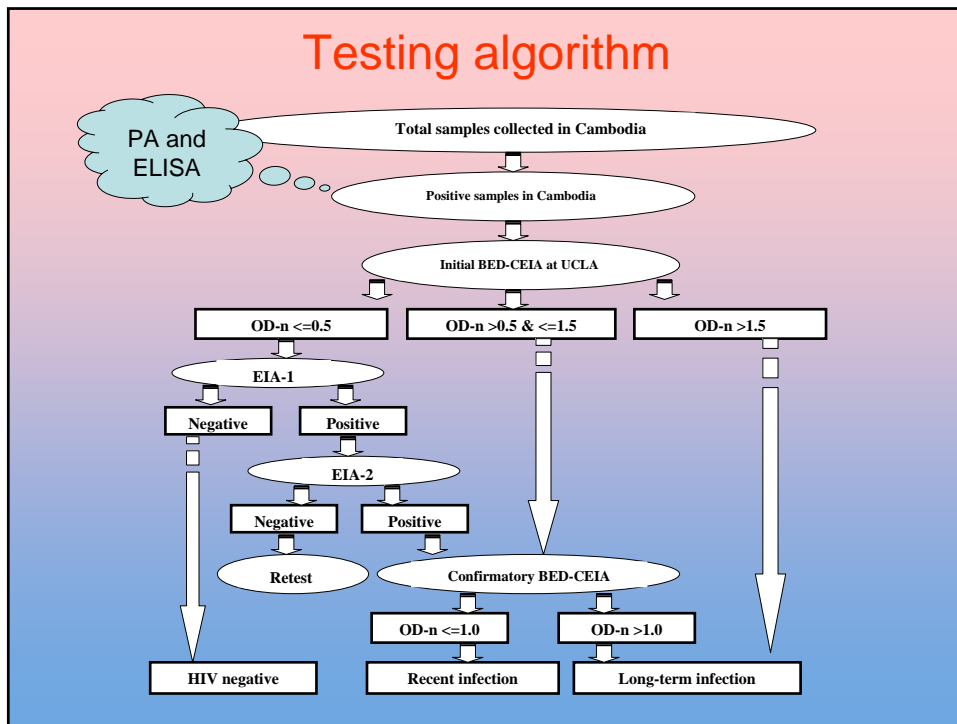 Testing algorithm
PA and
ELISA
Total samples collected in Cambodia
Positive samples in Cambodia
Initial BED-CEIA at UCLA
OD-n <=0.5
OD-n >0.5 & <=1.5
OD-n >1.5
EIA-1
Negative
Positive
EIA-2
Negative
Positive
Retest
Confirmatory BED-CEIA
OD-n <=1.0
OD-n >1.0
HIV negative
Recent infection
Long-term infection